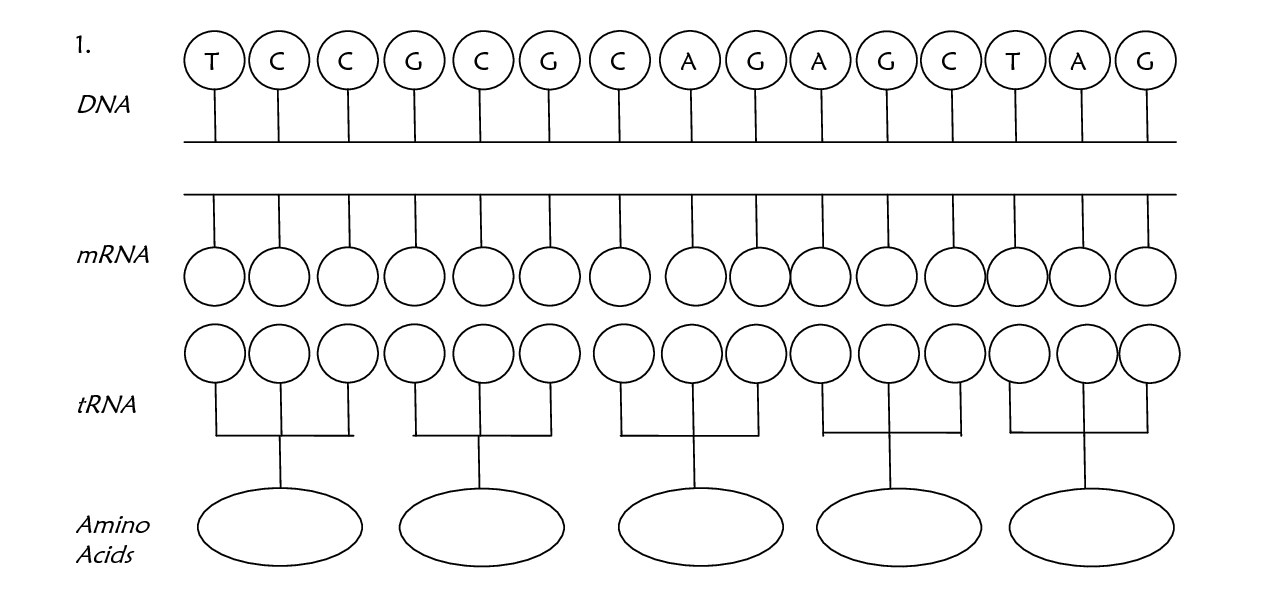 1.
T C C G C G C A G A G C T A G
DNA
mRNA
tRNA
Amino
Acids